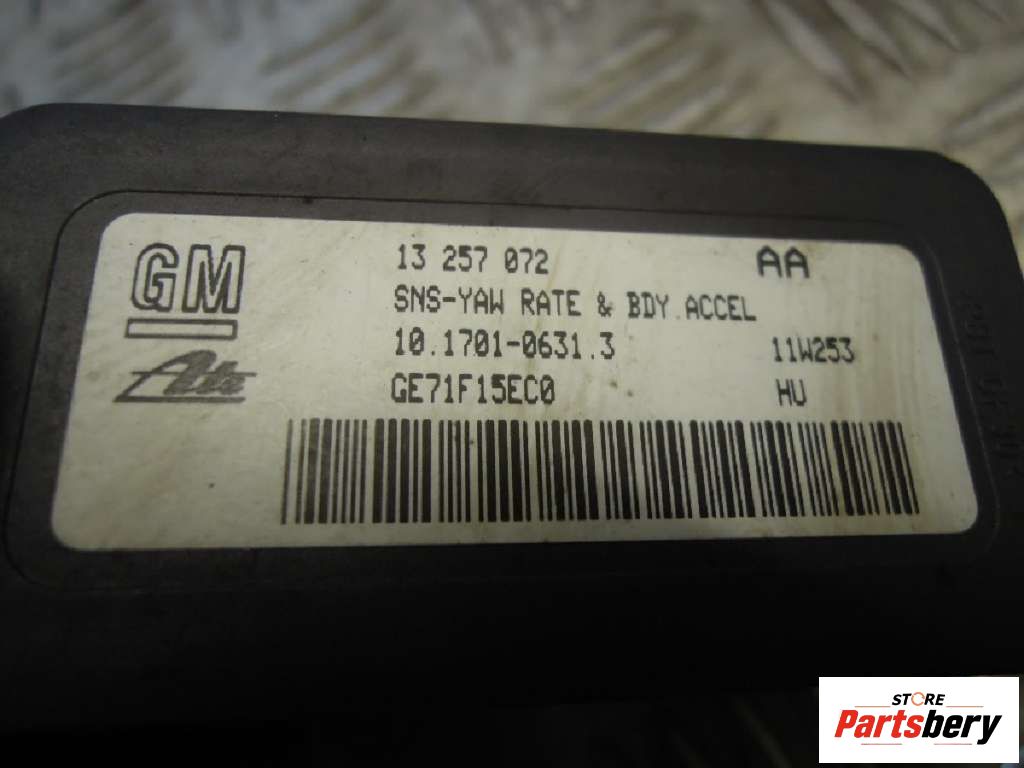 GM
Ate
13 257 072 AA
SNS-YAW RATE & BDY.ACCEL
10.1701-0631.3 11W253
GE71F15EC0 HU
STORE
Partsbery